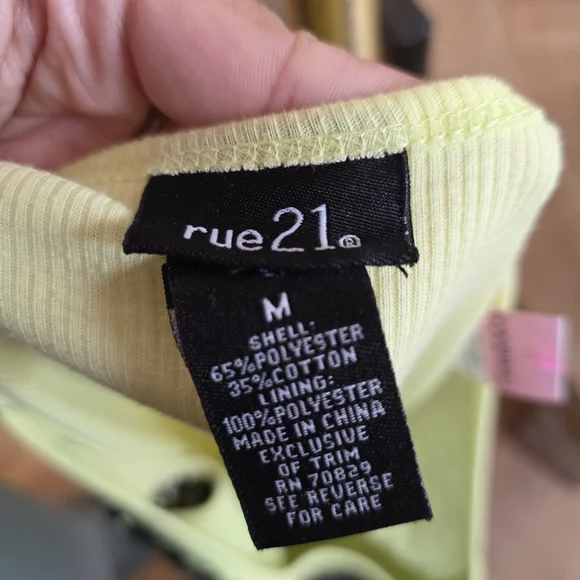 rue21®
M
SHELL:
65%POLYESTER
35%COTTON
LINING:
100%POLYESTER
MADE IN CHINA
EXCLUSIVE
OF TRIM
RN 70829
SEE REVERSE
FOR CARE